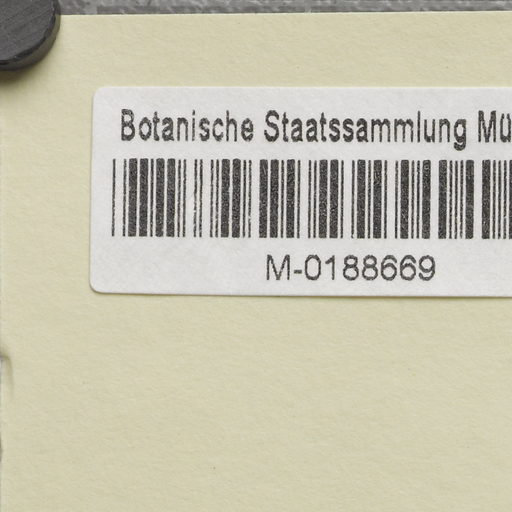 Botanische Staatssammlung Mü
M-0188669